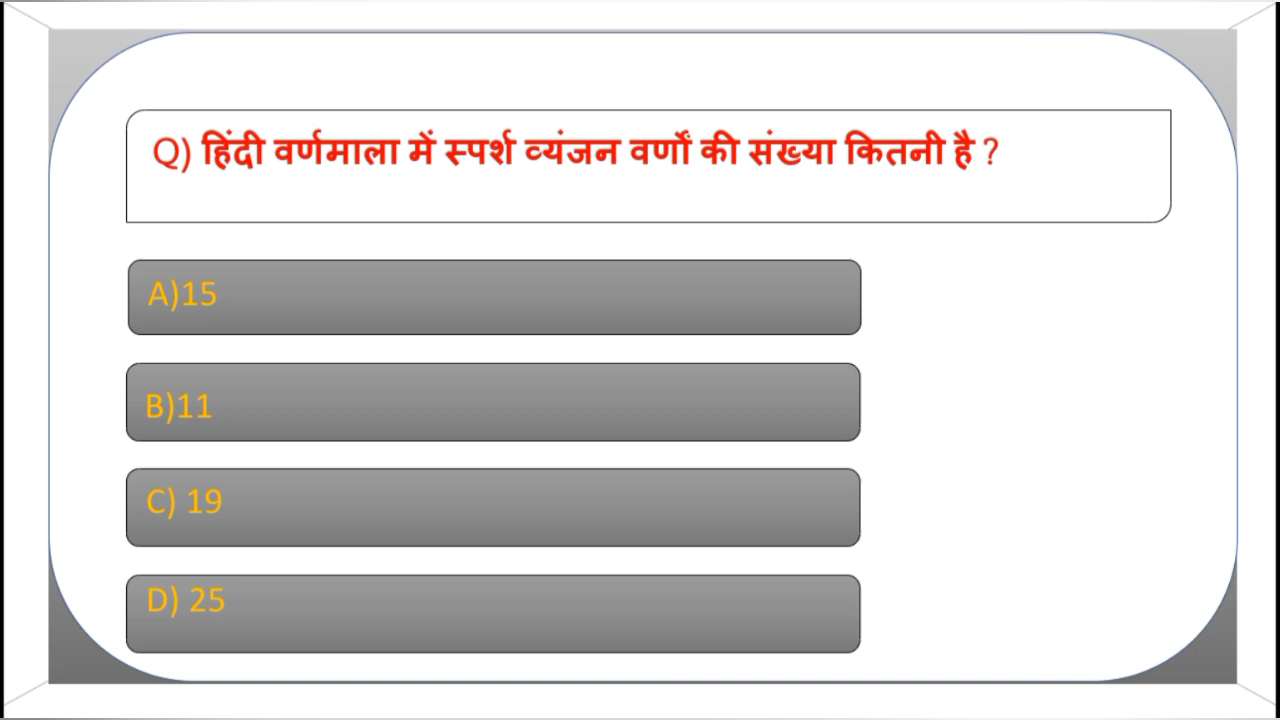 Q) हिंदी वर्णमाला में स्पर्श व्यंजन वर्णों की संख्या कितनी है ?
A)15
B)11
C) 19
D) 25